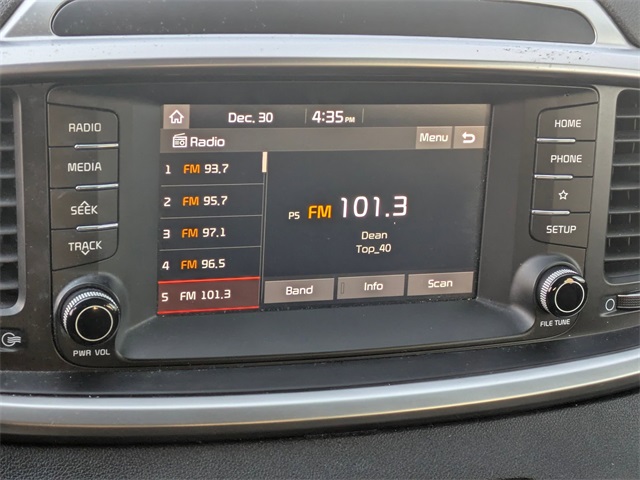 Dec. 30 4:35 PM
Radio Menu
1 FM 93.7
2 FM 95.7
3 FM 97.1
4 FM 96.5
5 FM 101.3
P5 FM 101.3
Dean
Top_40
Band Info Scan
RADIO
MEDIA
SEEK
TRACK
PWR VOL
HOME
PHONE
SETUP
FILE TUNE
0